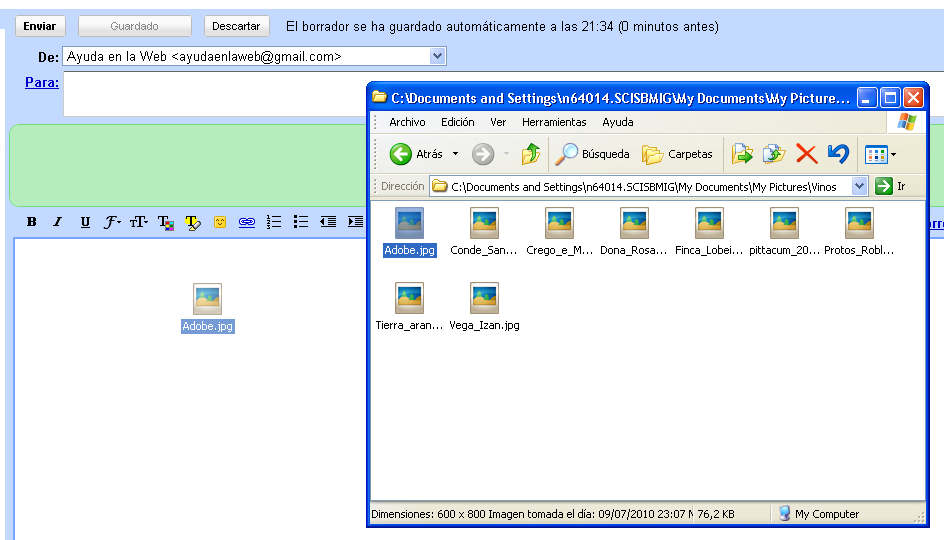 Enviar Guardado Descartar El borrador se ha guardado automáticamente a las 21:34 (0 minutos antes)
De: Ayuda en la Web <ayudaenlaweb@gmail.com>
Para:
C:\Documents and Settings\n64014.SCISBMIG\My Documents\My Picture...
Archivo Edición Ver Herramientas Ayuda
Atrás Búsqueda Carpetas
Dirección C:\Documents and Settings\n64014.SCISBMIG\My Documents\My Pictures\Vinos Ir
B I U
Adobe.jpg Conde_San... Crego_e_M... Dona_Rosa... Finca_Lobei... pittacum_20... Protos_Robl...
Tierra_aran... Vega_Izan.jpg
Adobe.jpg
Dimensiones: 600 x 800 Imagen tomada el día: 09/07/2010 23:07 76,2 KB My Computer